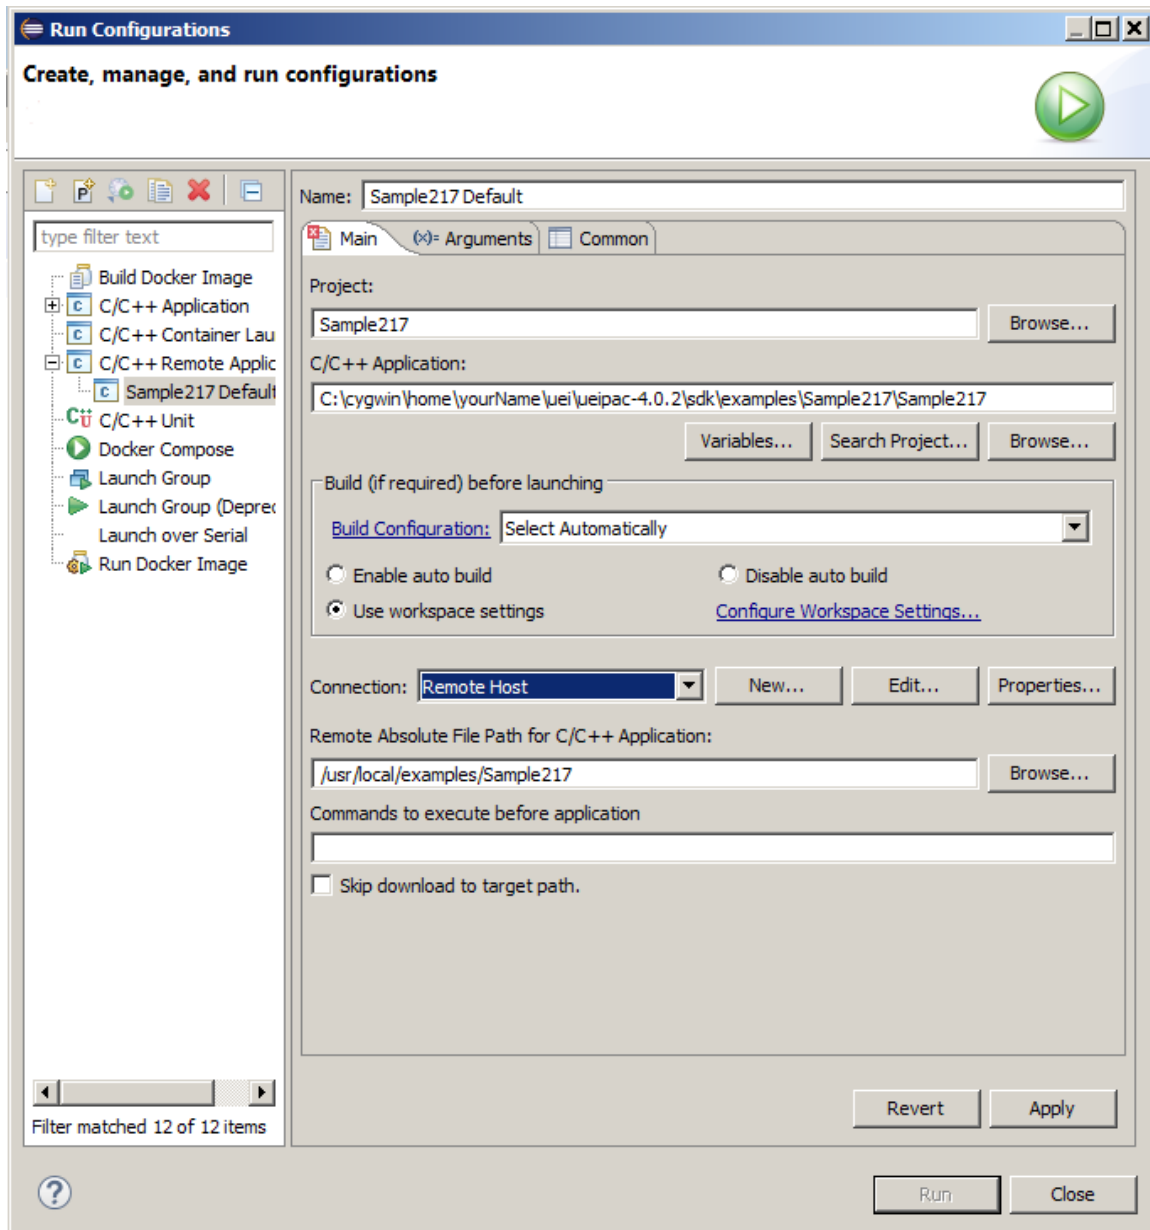 Run Configurations
Create, manage, and run configurations
type filter text
Build Docker Image
C/C++ Application
C/C++ Container Lau
C/C++ Remote Applic
Sample217 Default
C/C++ Unit
Docker Compose
Launch Group
Launch Group (Deprec
Launch over Serial
Run Docker Image
Filter matched 12 of 12 items
Name: Sample217 Default
Main (x)= Arguments Common
Project:
Sample217 Browse...
C/C++ Application:
C:\cygwin\home\yourName\uei\ueipac-4.0.2\sdk\examples\Sample217\Sample217
Variables... Search Project... Browse...
Build (if required) before launching
Build Configuration: Select Automatically
Enable auto build Disable auto build
Use workspace settings Configure Workspace Settings...
Connection: Remote Host New... Edit... Properties...
Remote Absolute File Path for C/C++ Application:
/usr/local/examples/Sample217 Browse...
Commands to execute before application
Skip download to target path.
Revert Apply
? Run Close